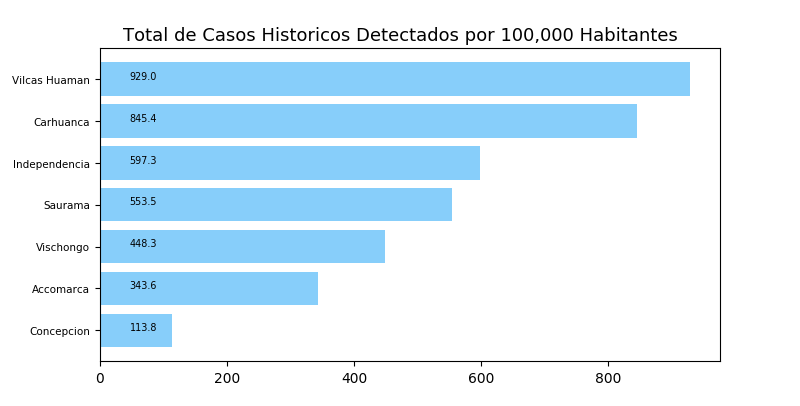 Total de Casos Historicos Detectados por 100,000 Habitantes
Vilcas Huaman 929.0
Carhuanca 845.4
Independencia 597.3
Saurama 553.5
Vischongo 448.3
Accomarca 343.6
Concepcion 113.8
0 200 400 600 800